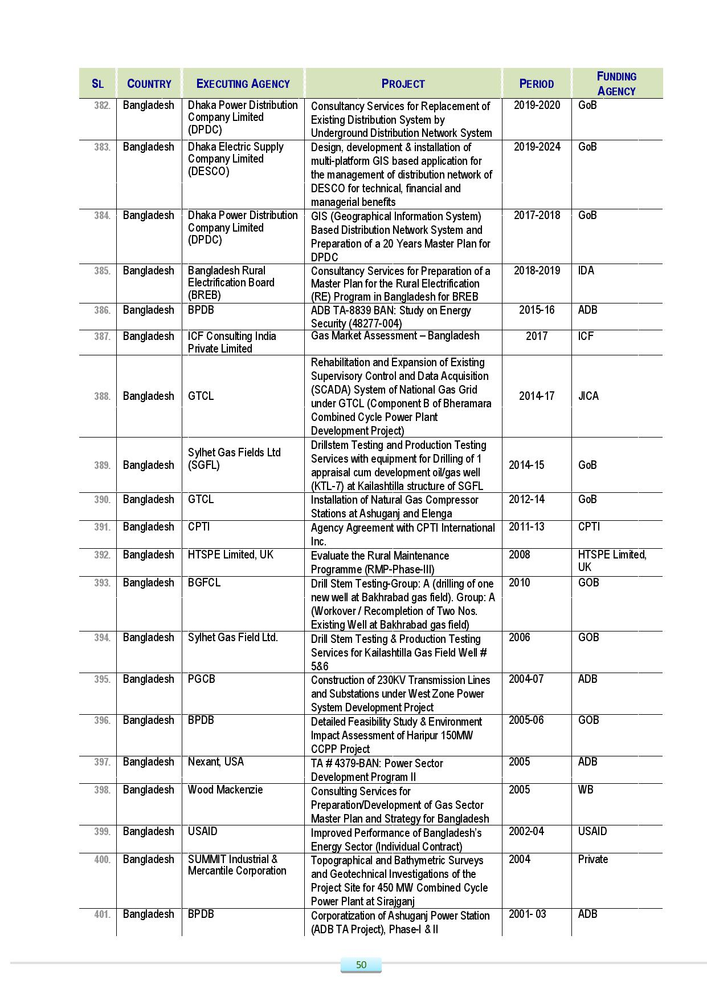 SL COUNTRY EXECUTING AGENCY PROJECT PERIOD FUNDING AGENCY
382. Bangladesh Dhaka Power Distribution Consultancy Services for Replacement of 2019-2020 GoB
Company Limited Existing Distribution System by
(DPDC) Underground Distribution Network System
383. Bangladesh Dhaka Electric Supply Design, development & installation of 2019-2024 GoB
Company Limited multi-platform GIS based application for
(DESCO) the management of distribution network of
DESCO for technical, financial and
managerial benefits
384. Bangladesh Dhaka Power Distribution GIS (Geographical Information System) 2017-2018 GoB
Company Limited Based Distribution Network System and
(DPDC) Preparation of a 20 Years Master Plan for
DPDC
385. Bangladesh Bangladesh Rural Consultancy Services for Preparation of a 2018-2019 IDA
Electrification Board Master Plan for the Rural Electrification
(BREB) (RE) Program in Bangladesh for BREB
386. Bangladesh BPDB ADB TA-8839 BAN: Study on Energy 2015-16 ADB
Security (48277-004)
387. Bangladesh ICF Consulting India Gas Market Assessment – Bangladesh 2017 ICF
Private Limited
Rehabilitation and Expansion of Existing
Supervisory Control and Data Acquisition
(SCADA) System of National Gas Grid
388. Bangladesh GTCL under GTCL (Component B of Bheramara 2014-17 JICA
Combined Cycle Power Plant
Development Project)
Drillstem Testing and Production Testing
Sylhet Gas Fields Ltd Services with equipment for Drilling of 1
389. Bangladesh (SGFL) appraisal cum development oil/gas well 2014-15 GoB
(KTL-7) at Kailashtilla structure of SGFL
390. Bangladesh GTCL Installation of Natural Gas Compressor 2012-14 GoB
Stations at Ashuganj and Elenga
391. Bangladesh CPTI Agency Agreement with CPTI International 2011-13 CPTI
Inc.
392. Bangladesh HTSPE Limited, UK Evaluate the Rural Maintenance 2008 HTSPE Limited,
Programme (RMP-Phase-III) UK
393. Bangladesh BGFCL Drill Stem Testing-Group: A (drilling of one 2010 GOB
new well at Bakhrabad gas field). Group: A
(Workover / Recompletion of Two Nos.
Existing Well at Bakhrabad gas field)
394. Bangladesh Sylhet Gas Field Ltd. Drill Stem Testing & Production Testing 2006 GOB
Services for Kailashtilla Gas Field Well #
5&6
395. Bangladesh PGCB Construction of 230KV Transmission Lines 2004-07 ADB
and Substations under West Zone Power
System Development Project
396. Bangladesh BPDB Detailed Feasibility Study & Environment 2005-06 GOB
Impact Assessment of Haripur 150MW
CCPP Project
397. Bangladesh Nexant, USA TA # 4379-BAN: Power Sector 2005 ADB
Development Program II
398. Bangladesh Wood Mackenzie Consulting Services for 2005 WB
Preparation/Development of Gas Sector
Master Plan and Strategy for Bangladesh
399. Bangladesh USAID Improved Performance of Bangladesh’s 2002-04 USAID
Energy Sector (Individual Contract)
400. Bangladesh SUMMIT Industrial & Topographical and Bathymetric Surveys 2004 Private
Mercantile Corporation and Geotechnical Investigations of the
Project Site for 450 MW Combined Cycle
Power Plant at Sirajganj
401. Bangladesh BPDB Corporatization of Ashuganj Power Station 2001- 03 ADB
(ADB TA Project), Phase-I & II
50